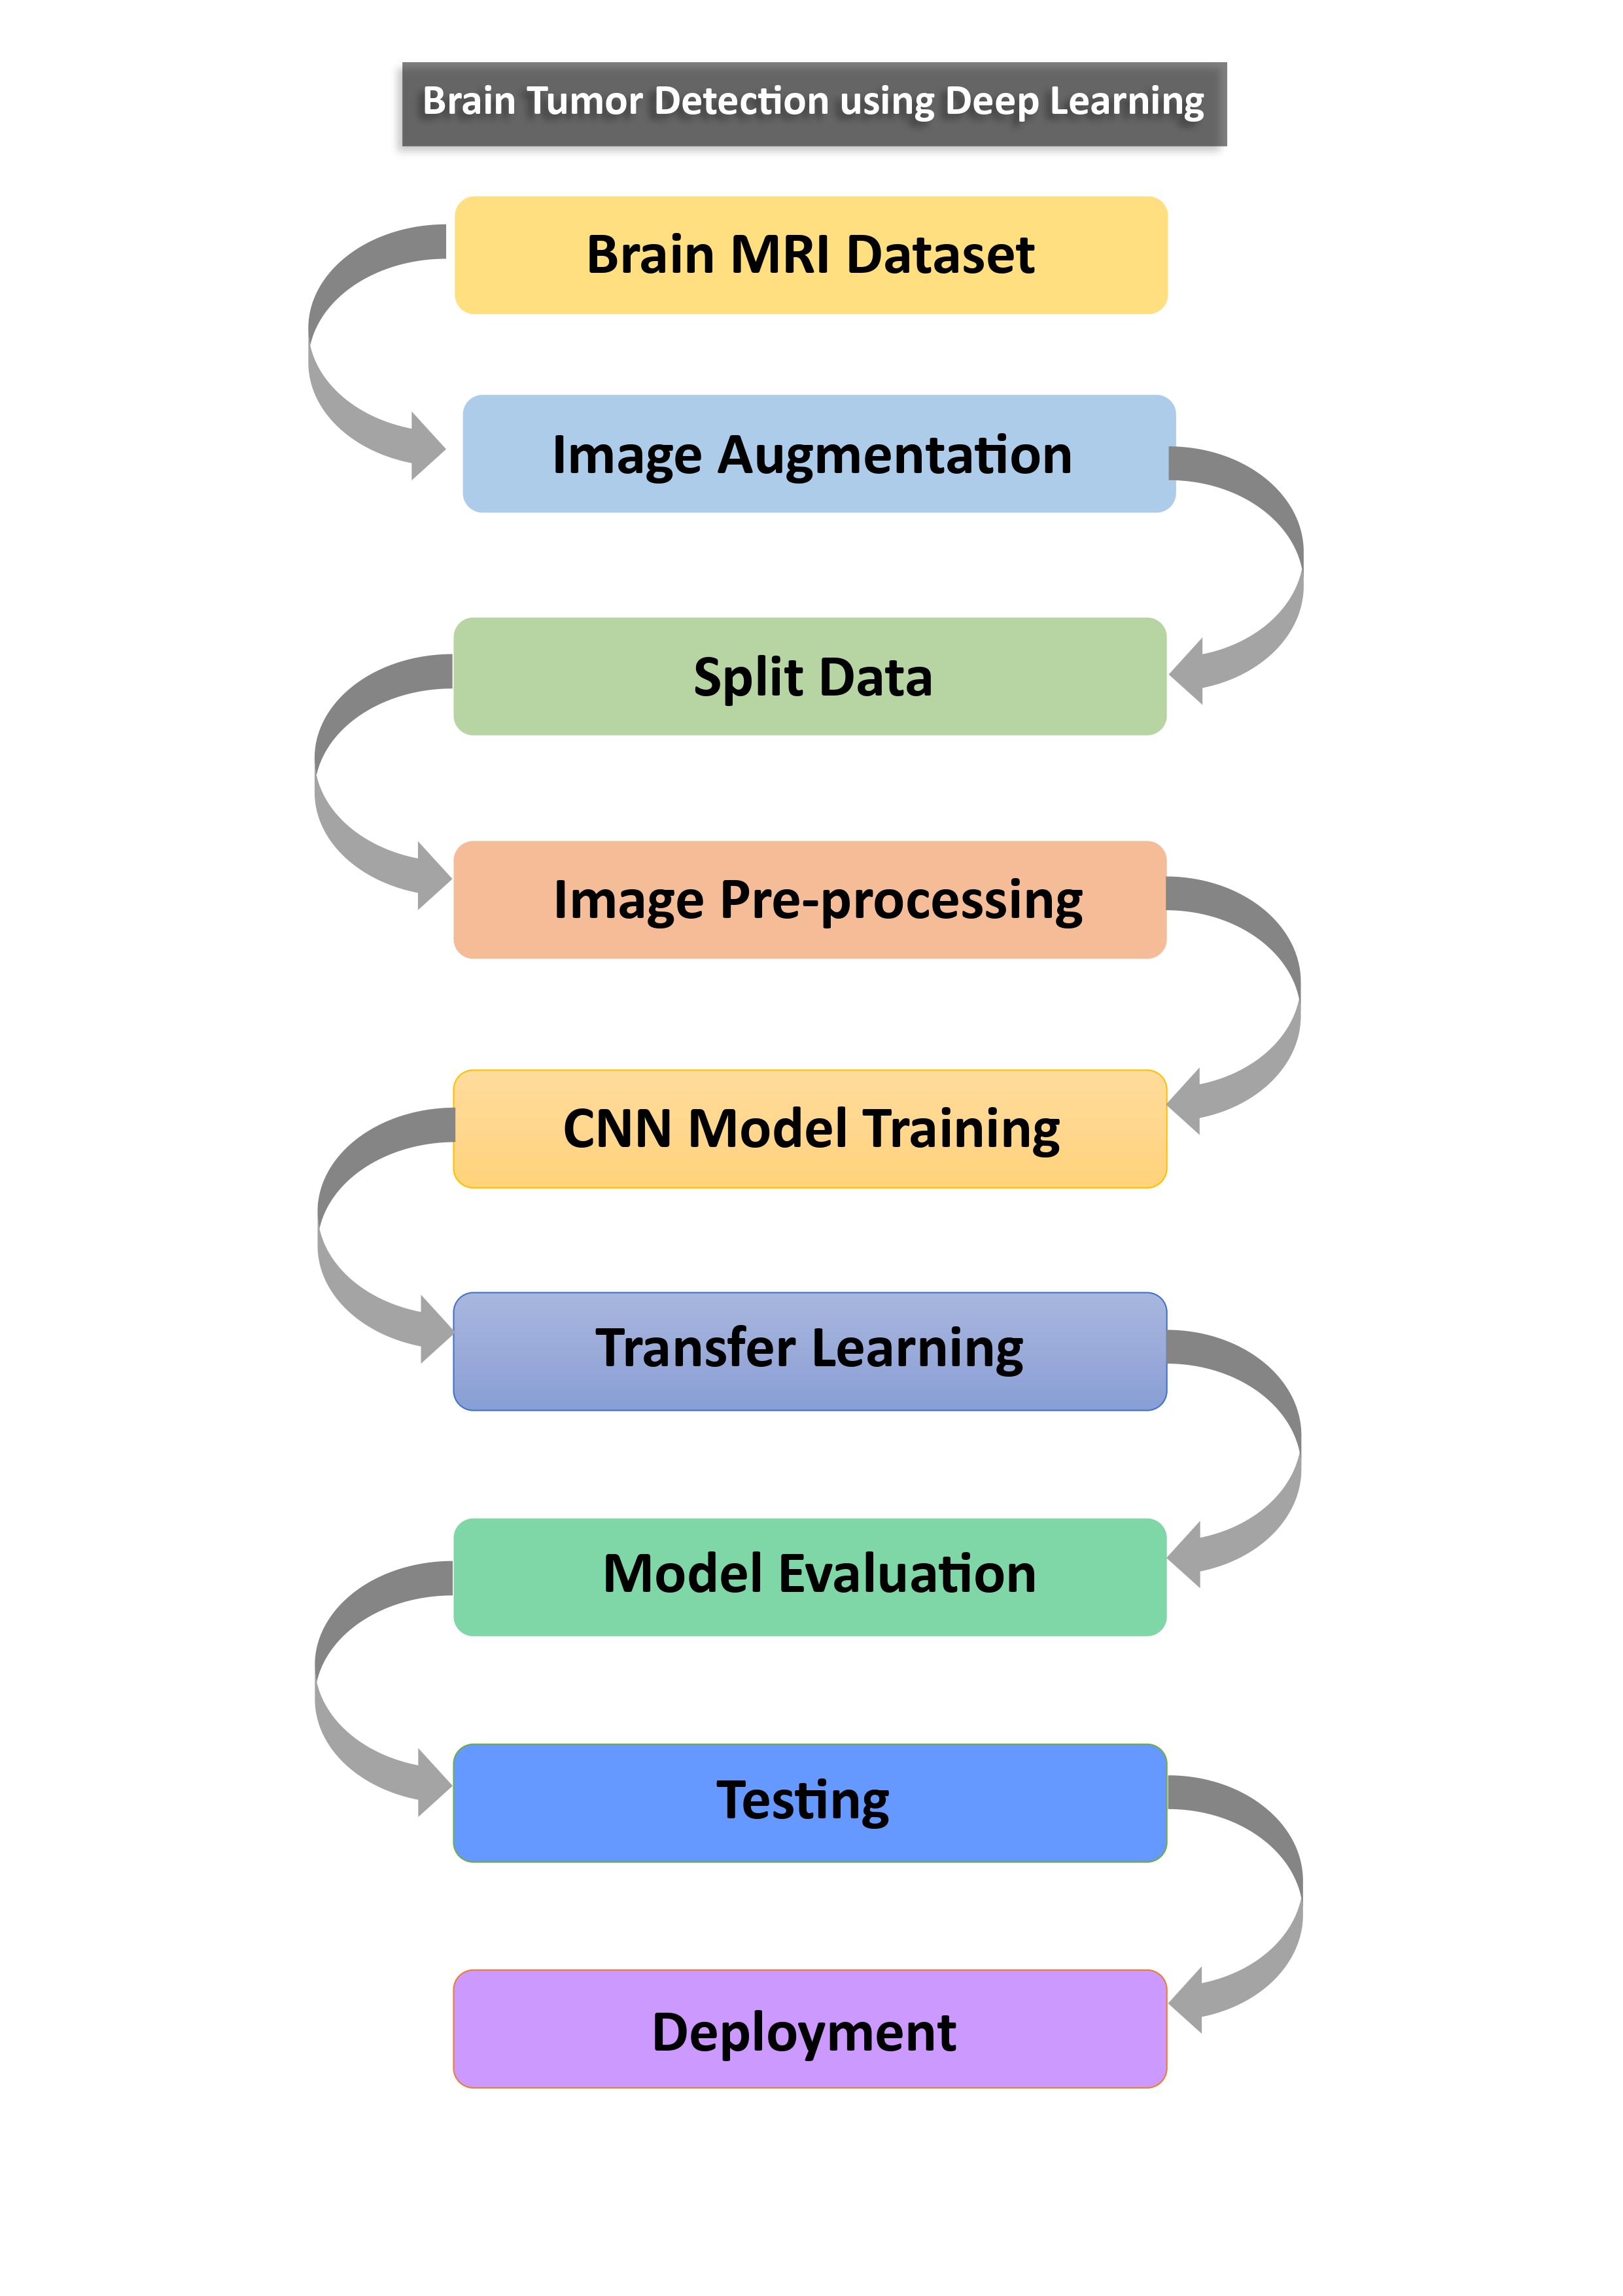 Brain Tumor Detection using Deep Learning
Brain MRI Dataset
Image Augmentation
Split Data
Image Pre-processing
CNN Model Training
Transfer Learning
Model Evaluation
Testing
Deployment